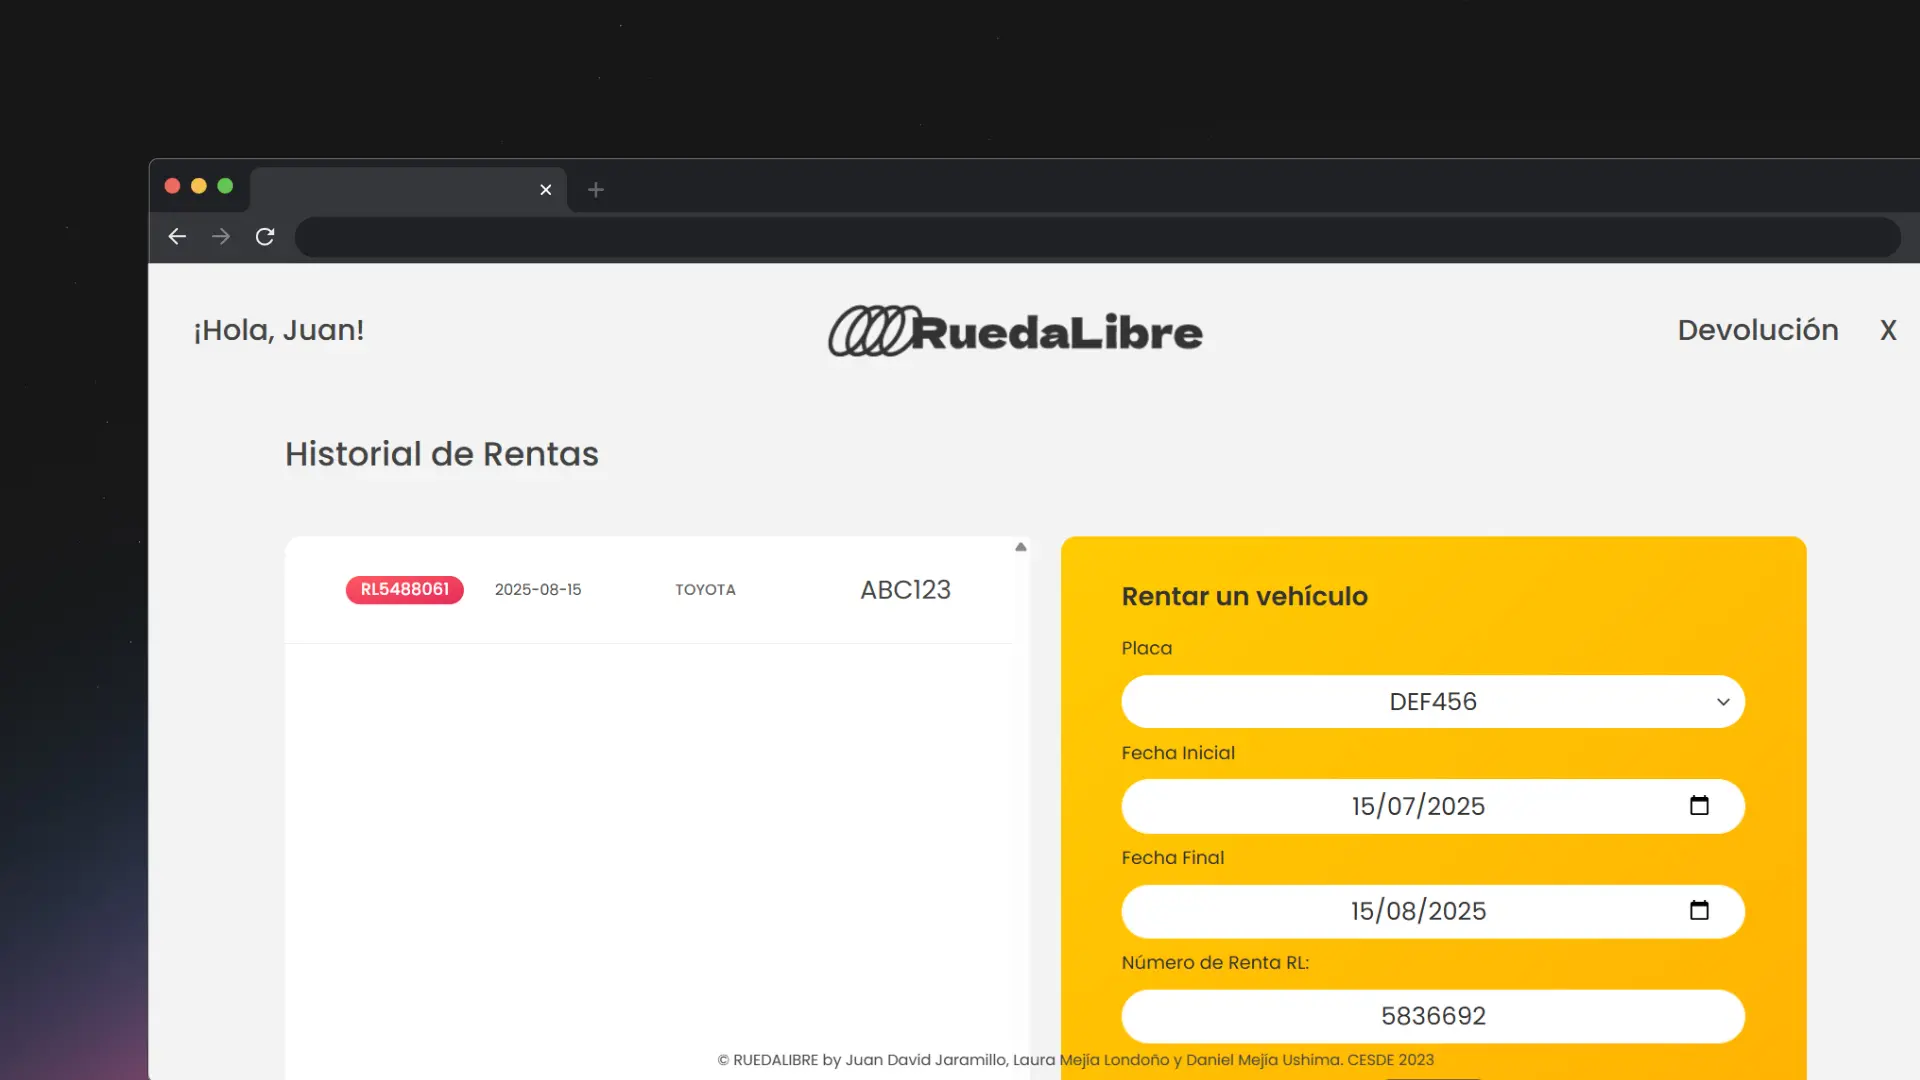 ¡Hola, Juan!
RuedaLibre
Devolución X
Historial de Rentas
RL5488061 2025-08-15 TOYOTA ABC123
Rentar un vehículo
Placa
DEF456
Fecha Inicial
15/07/2025
Fecha Final
15/08/2025
Número de Renta RL:
5836692
© RUEDALIBRE by Juan David Jaramillo, Laura Mejía Londoño y Daniel Mejía Ushima. CESDE 2023